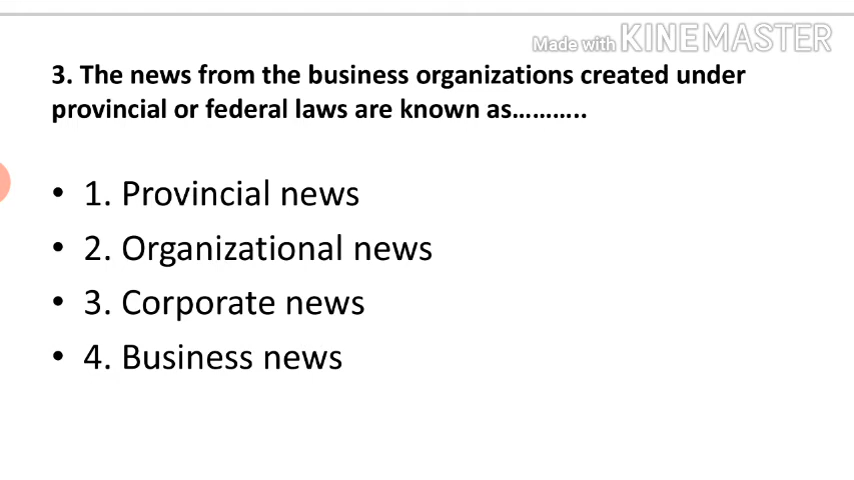 Made with KINEMASTER
3. The news from the business organizations created under
provincial or federal laws are known as………..
• 1. Provincial news
• 2. Organizational news
• 3. Corporate news
• 4. Business news